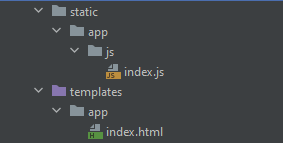 static
app
js
index.js
templates
app
index.html